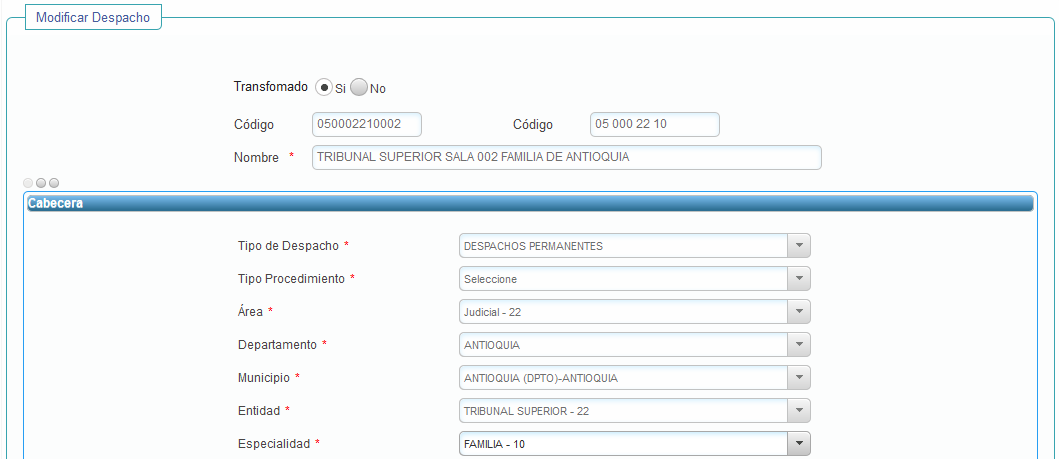 Modificar Despacho
Transfomado Si No
Código 050002210002 Código 05 000 22 10
Nombre * TRIBUNAL SUPERIOR SALA 002 FAMILIA DE ANTIOQUIA
Cabecera
Tipo de Despacho * DESPACHOS PERMANENTES
Tipo Procedimiento * Seleccione
Área * Judicial - 22
Departamento * ANTIOQUIA
Municipio * ANTIOQUIA (DPTO)-ANTIOQUIA
Entidad * TRIBUNAL SUPERIOR - 22
Especialidad * FAMILIA - 10